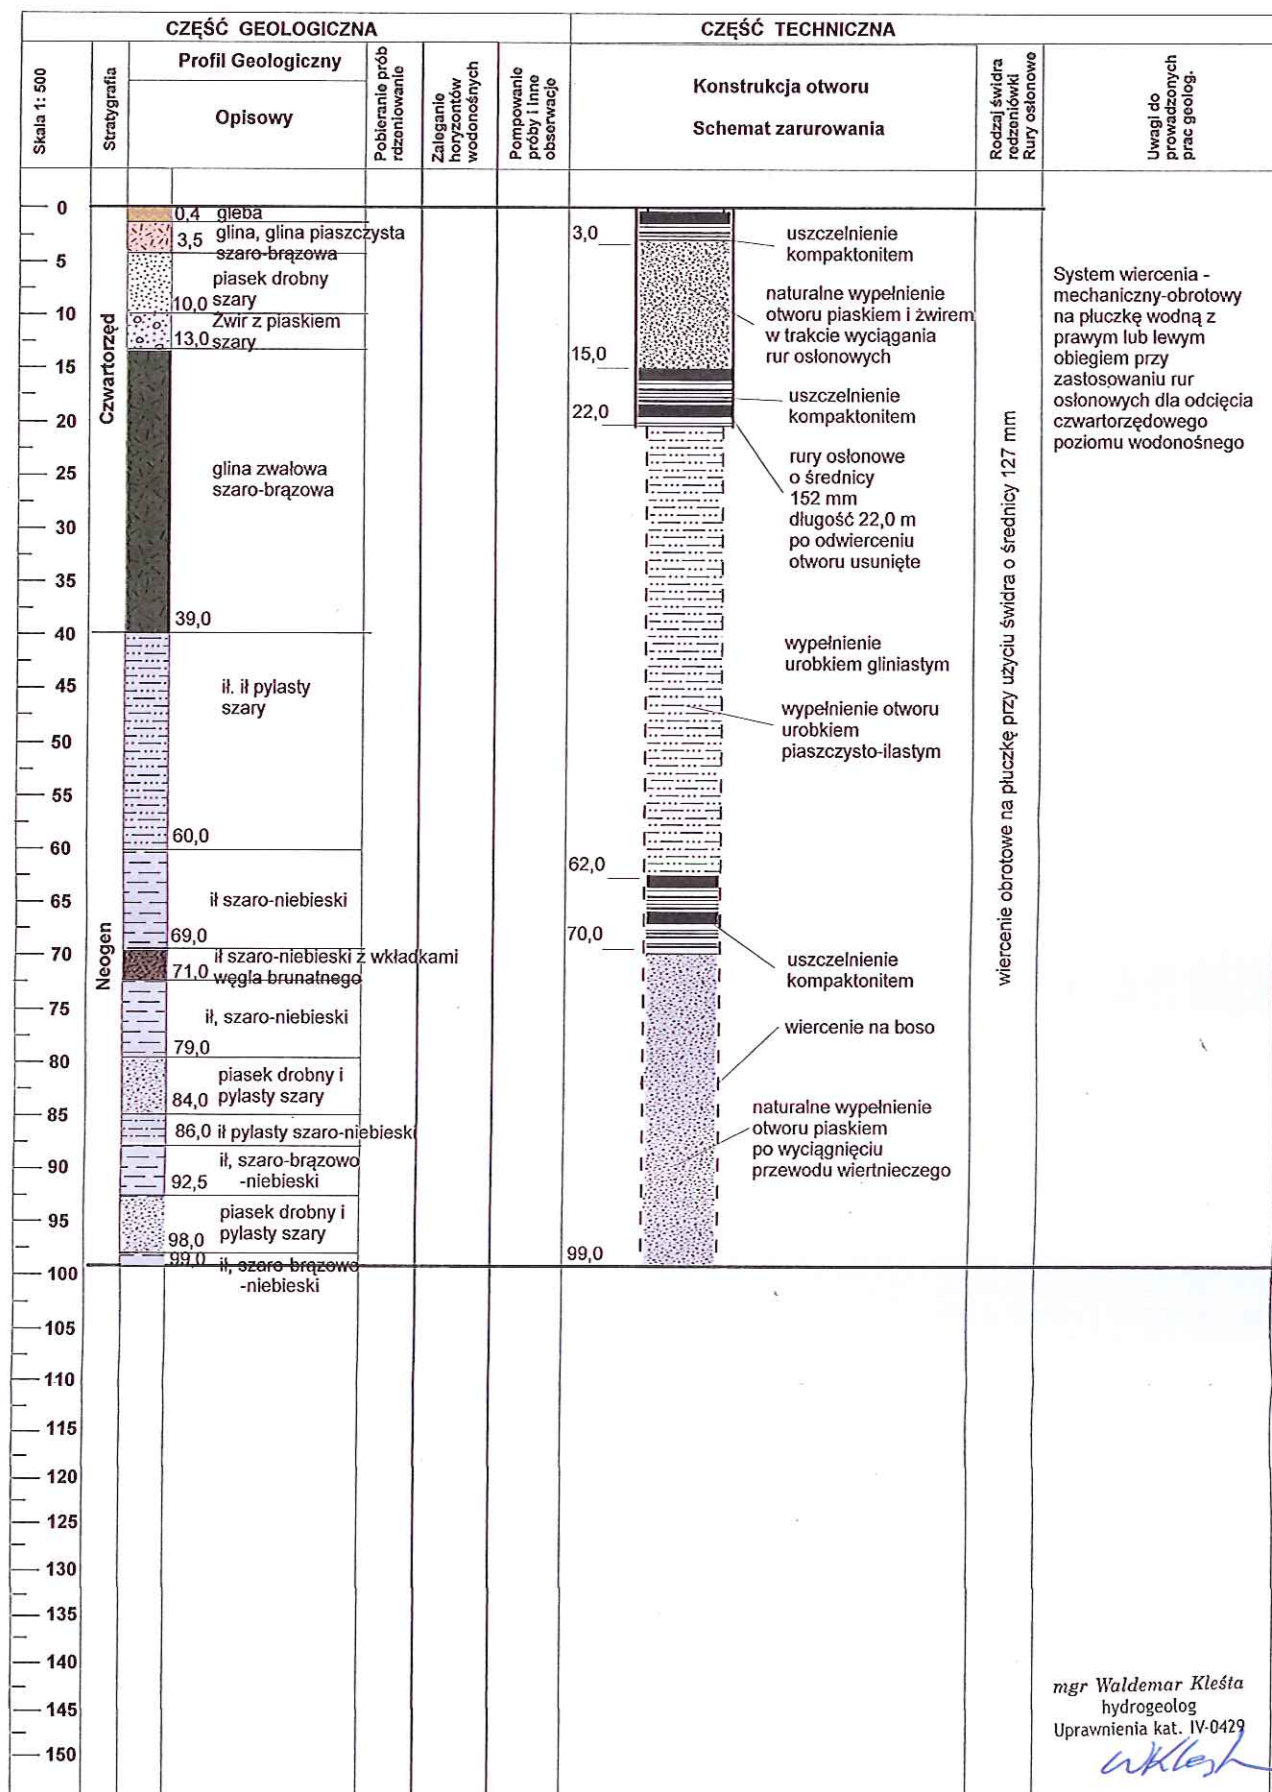 CZĘŚĆ GEOLOGICZNA
CZĘŚĆ TECHNICZNA
Skala 1: 500
Stratygrafia
Profil Geologiczny
Opisowy
Pobieranie prób
rdzeniowanie
Zaleganie
horyzontów
wodonośnych
Pompowanie
próby i inne
obserwacje
Konstrukcja otworu
Schemat zarurowania
Rodzaj świdra
redzeniówki
Rury osłonowe
Uwagi do
prowadzonych
prac geolog.
0
5
10
15
20
25
30
35
40
45
50
55
60
65
70
75
80
85
90
95
100
105
110
115
120
125
130
135
140
145
150
Czwartorzęd
Neogen
0,4 gleba
3,5 glina, glina piaszczysta
szaro-brązowa
piasek drobny
szary
10,0
Żwir z piaskiem
13,0 szary
glina zwałowa
szaro-brązowa
39,0
ił. ił pylasty
szary
60,0
ił szaro-niebieski
69,0
ił szaro-niebieski z wkładkami
71,0 węgla brunatnego
ił, szaro-niebieski
79,0
piasek drobny i
84,0 pylasty szary
86,0 ił pylasty szaro-niebieski
ił, szaro-brązowo
-niebieski
92,5
piasek drobny i
pylasty szary
98,0
99,0 ił, szaro-brązowo
-niebieski
3,0
15,0
22,0
62,0
70,0
99,0
uszczelnienie
kompaktonitem
naturalne wypełnienie
otworu piaskiem i żwirem
w trakcie wyciągania
rur osłonowych
uszczelnienie
kompaktonitem
rury osłonowe
o średnicy
152 mm
długość 22,0 m
po odwierceniu
otworu usunięte
wypełnienie
urobkiem gliniastym
wypełnienie otworu
urobkiem
piaszczysto-ilastym
uszczelnienie
kompaktonitem
wiercenie na boso
naturalne wypełnienie
otworu piaskiem
po wyciągnięciu
przewodu wiertnieczego
wiercenie obrotowe na płuczkę przy użyciu świdra o średnicy 127 mm
System wiercenia -
mechaniczny-obrotowy
na płuczkę wodną z
prawym lub lewym
obiegiem przy
zastosowaniu rur
osłonowych dla odcięcia
czwartorzędowego
poziomu wodonośnego
mgr Waldemar Kleśta
hydrogeolog
Uprawnienia kat. IV-0429
WKleśta